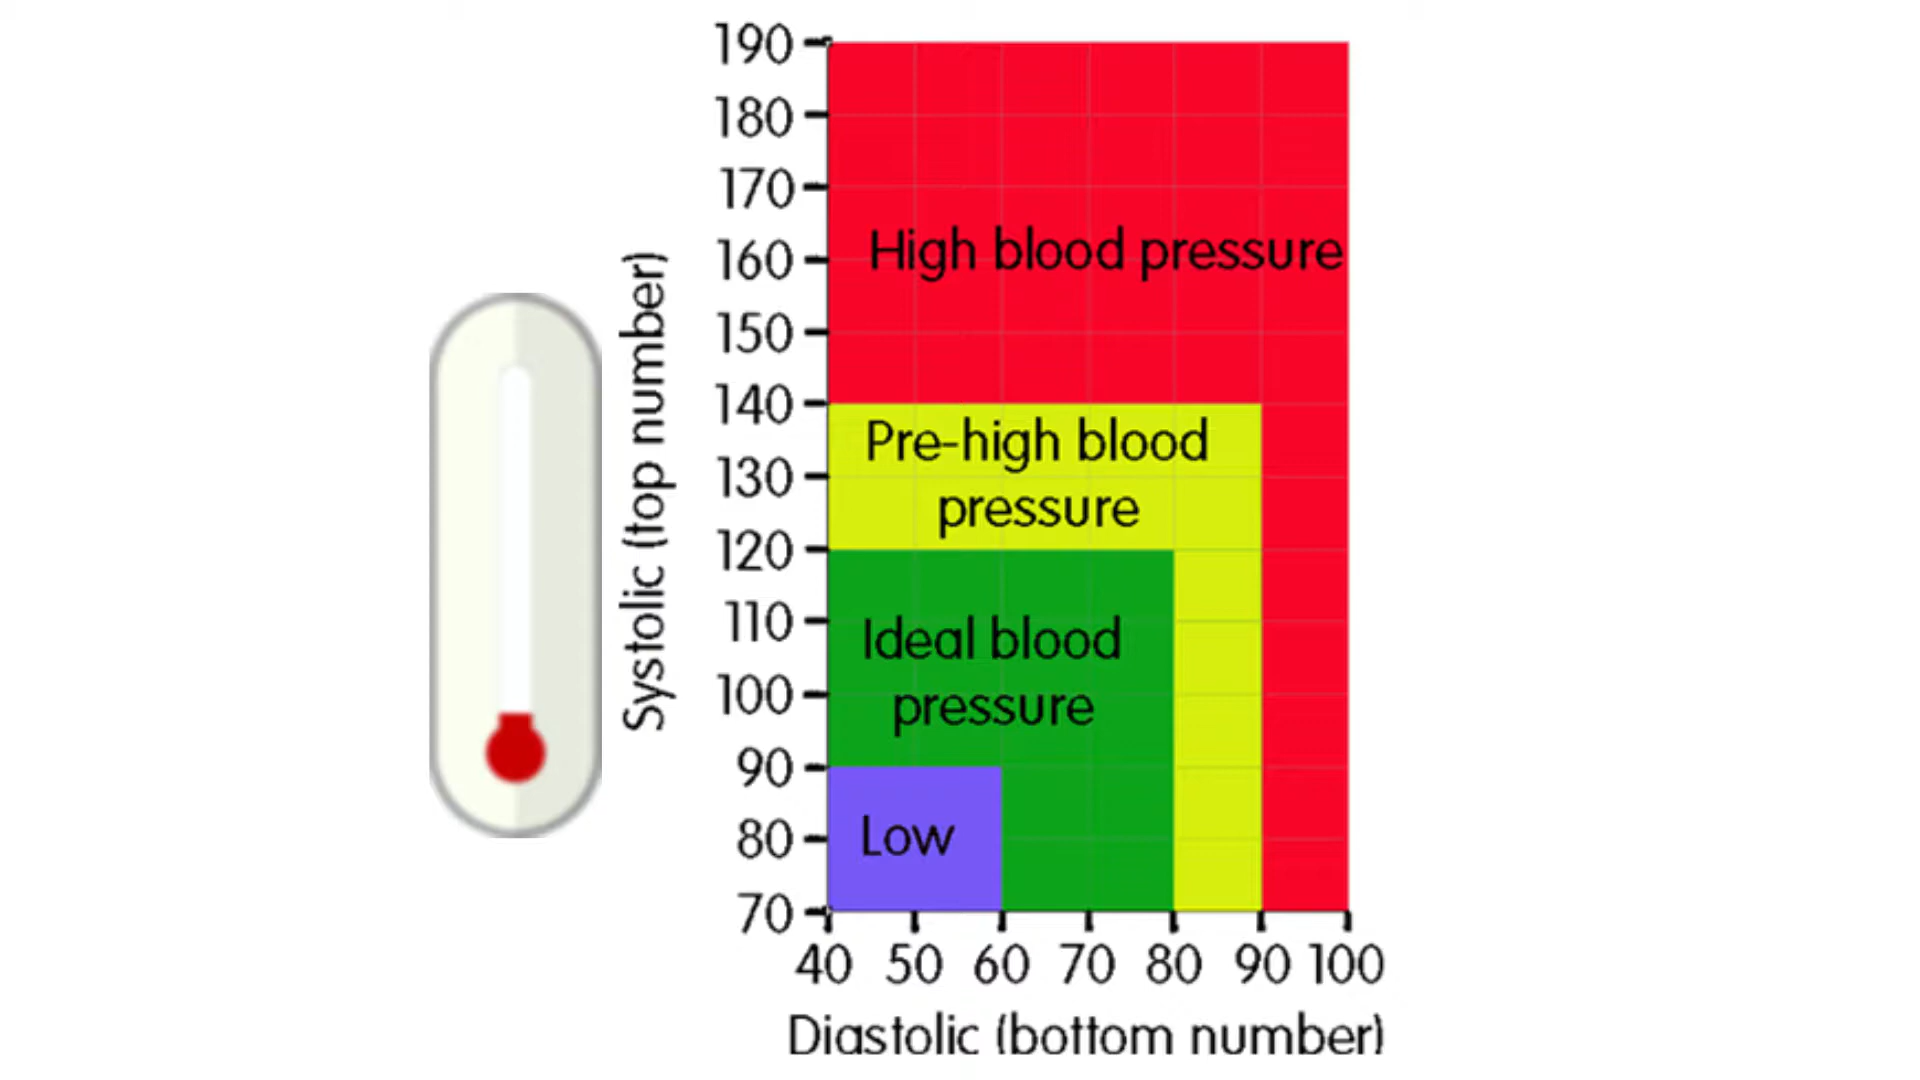 190
180
170
160
150
140
130
120
110
100
90
80
70
Systolic (top number)
High blood pressure
Pre-high blood
pressure
Ideal blood
pressure
Low
40 50 60 70 80 90 100
Diastolic (bottom number)